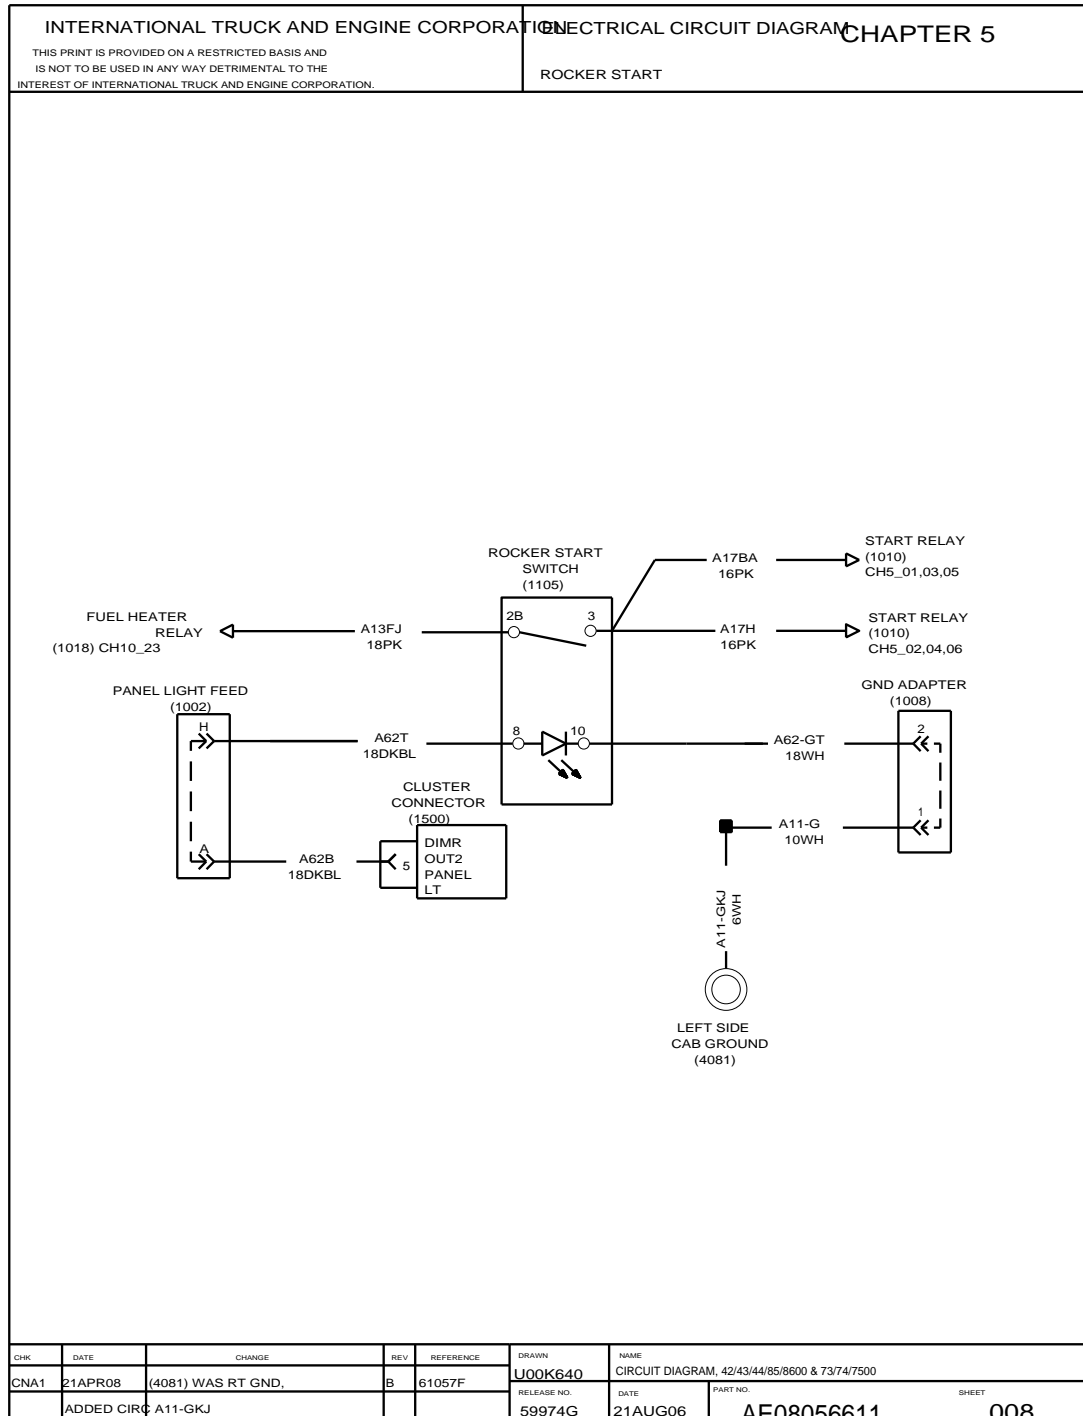 INTERNATIONAL TRUCK AND ENGINE CORPORATION
THIS PRINT IS PROVIDED ON A RESTRICTED BASIS AND
IS NOT TO BE USED IN ANY WAY DETRIMENTAL TO THE
INTEREST OF INTERNATIONAL TRUCK AND ENGINE CORPORATION.
ELECTRICAL CIRCUIT DIAGRAM
CHAPTER 5
ROCKER START
ROCKER START
SWITCH
(1105)
2B
3
A17BA
16PK
START RELAY
(1010)
CH5_01,03,05
FUEL HEATER
RELAY
(1018) CH10_23
A13FJ
18PK
A17H
16PK
START RELAY
(1010)
CH5_02,04,06
PANEL LIGHT FEED
(1002)
H
A62T
18DKBL
8
10
A62-GT
18WH
GND ADAPTER
(1008)
2
CLUSTER
CONNECTOR
(1500)
A
A62B
18DKBL
5
DIMR
OUT2
PANEL
LT
A11-G
10WH
1
A11-GKJ
6WH
LEFT SIDE
CAB GROUND
(4081)
CHK
DATE
CHANGE
REV
REFERENCE
CNA1
21APR08
(4081) WAS RT GND,
B
61057F
ADDED CIRC A11-GKJ
DRAWN
U00K640
NAME
CIRCUIT DIAGRAM, 42/43/44/85/8600 & 73/74/7500
RELEASE NO.
59974G
DATE
21AUG06
PART NO.
AE08056611
SHEET
008